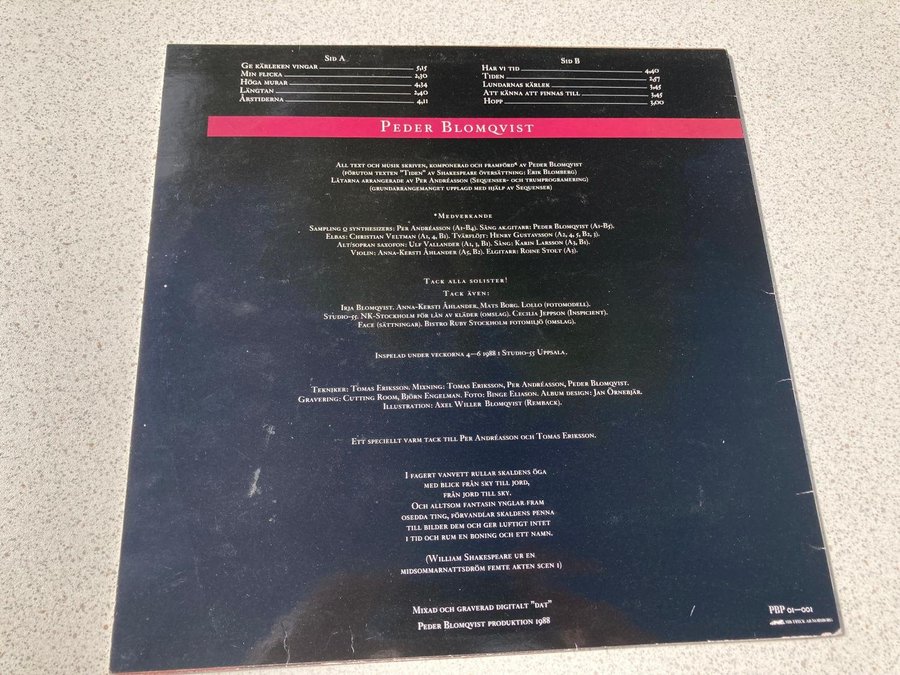 Sid A
Ge kärleken vingar 5,15
Min flicka 2,30
Höga murar 4,34
Längtan 2,40
Årstiderna 4,11
Sid B
Har vi tid 4,40
Tiden 2,57
Lundarnas kärlek 3,45
Att känna att finnas till 3,45
Hopp 3,00
Peder Blomqvist
All text och musik skriven, komponerad och framförd* av Peder Blomqvist
(förutom texten "Tiden" av Shakespeare översättning: Erik Blomberg)
Låtarna arrangerade av Per Andréasson (Sequenser- och trumprogramering)
(grundarrangemanget upplagd med hjälp av Sequenser)
*Medverkande
Sampling o synthesizers: Per Andréasson (A1-B4). Sång ak.gitarr: Peder Blomqvist (A1-B5).
Elbas: Christian Veltman (A1, 4, B1). Tvärflöjt: Henry Gustavsson (A2, 4, 5, B2, 3).
Alt/sopran saxofon: Ulf Vallander (A1, 3, B1). Sång: Karin Larsson (A3, B1).
Violin: Anna-Kersti Åhlander (A5, B2). Elgitarr: Roine Stolt (A3).
Tack alla solister!
Tack även:
Irja Blomqvist. Anna-Kersti Åhlander. Mats Borg. Lollo (fotomodell).
Studio-55. NK-Stockholm för lån av kläder (omslag). Cecilia Jeppson (Inspicient).
Face (sättningar). Bistro Ruby Stockholm fotomiljö (omslag).
Inspelad under veckorna 4—6 1988 i Studio-55 Uppsala.
Tekniker: Tomas Eriksson. Mixning: Tomas Eriksson, Per Andréasson, Peder Blomqvist.
Gravering: Cutting Room, Björn Engelman. Foto: Binge Eliason. Album design: Jan Örnerbjär.
Illustration: Axel Willer Blomqvist (Remback).
Ett speciellt varm tack till Per Andréasson och Tomas Eriksson.
I fagert vanvett rullar skaldens öga
med blick från sky till jord,
från jord till sky.
Och alltsom fantasin ynglar fram
osedda ting, förvandlar skaldens penna
till bilder dem och ger luftigt intet
i tid och rum en boning och ett namn.
(William Shakespeare ur en
midsommarnattsdröm femte akten scen 1)
Mixad och graverad digitalt "dat"
Peder Blomqvist produktion 1988
PBP 01—001